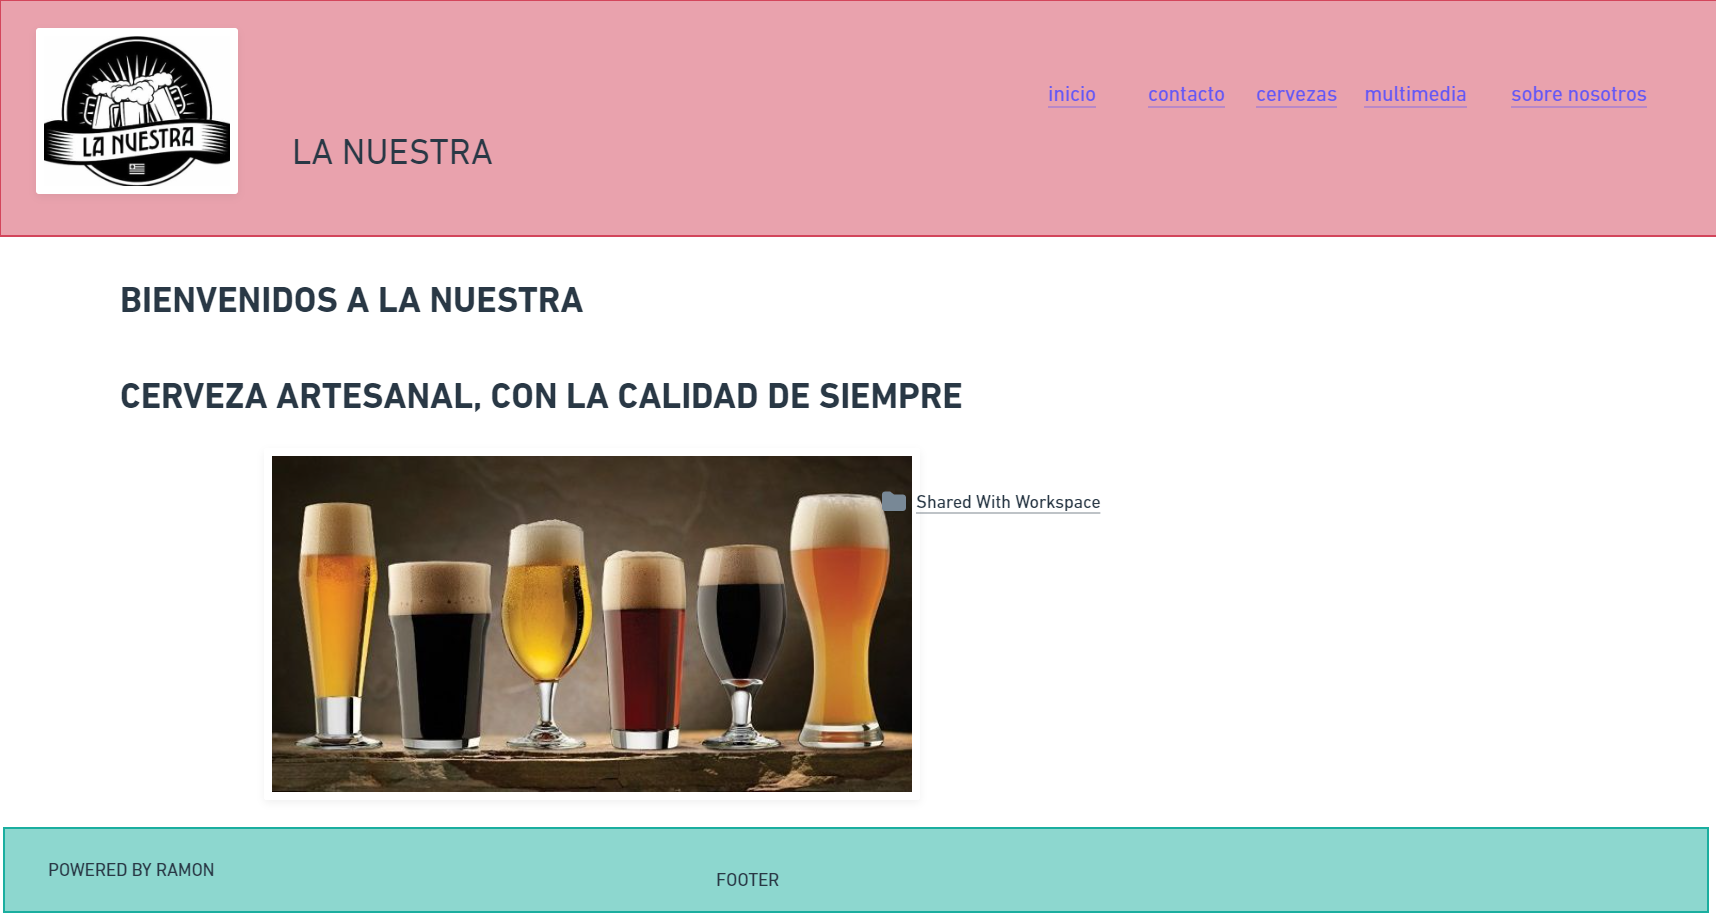 LA NUESTRA
LA NUESTRA
inicio contacto cervezas multimedia sobre nosotros
BIENVENIDOS A LA NUESTRA
CERVEZA ARTESANAL, CON LA CALIDAD DE SIEMPRE
Shared With Workspace
POWERED BY RAMON
FOOTER